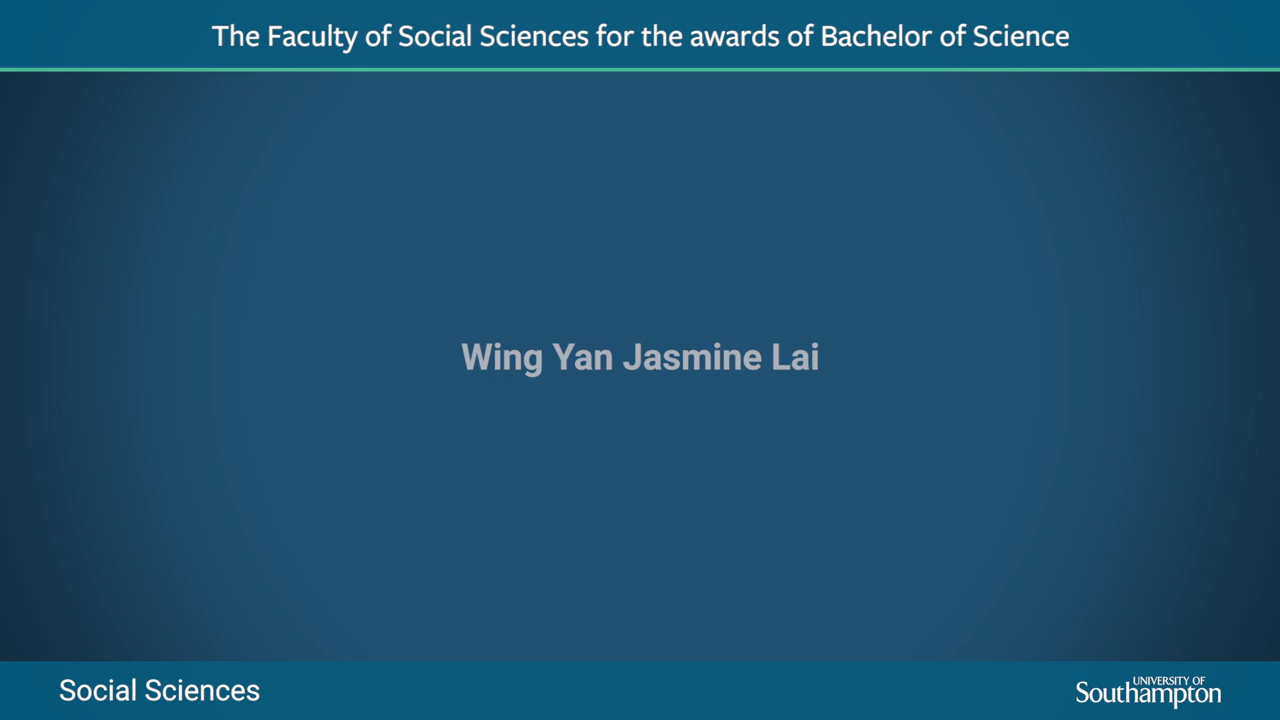 The Faculty of Social Sciences for the awards of Bachelor of Science
Wing Yan Jasmine Lai
Social Sciences
UNIVERSITY OF
Southampton